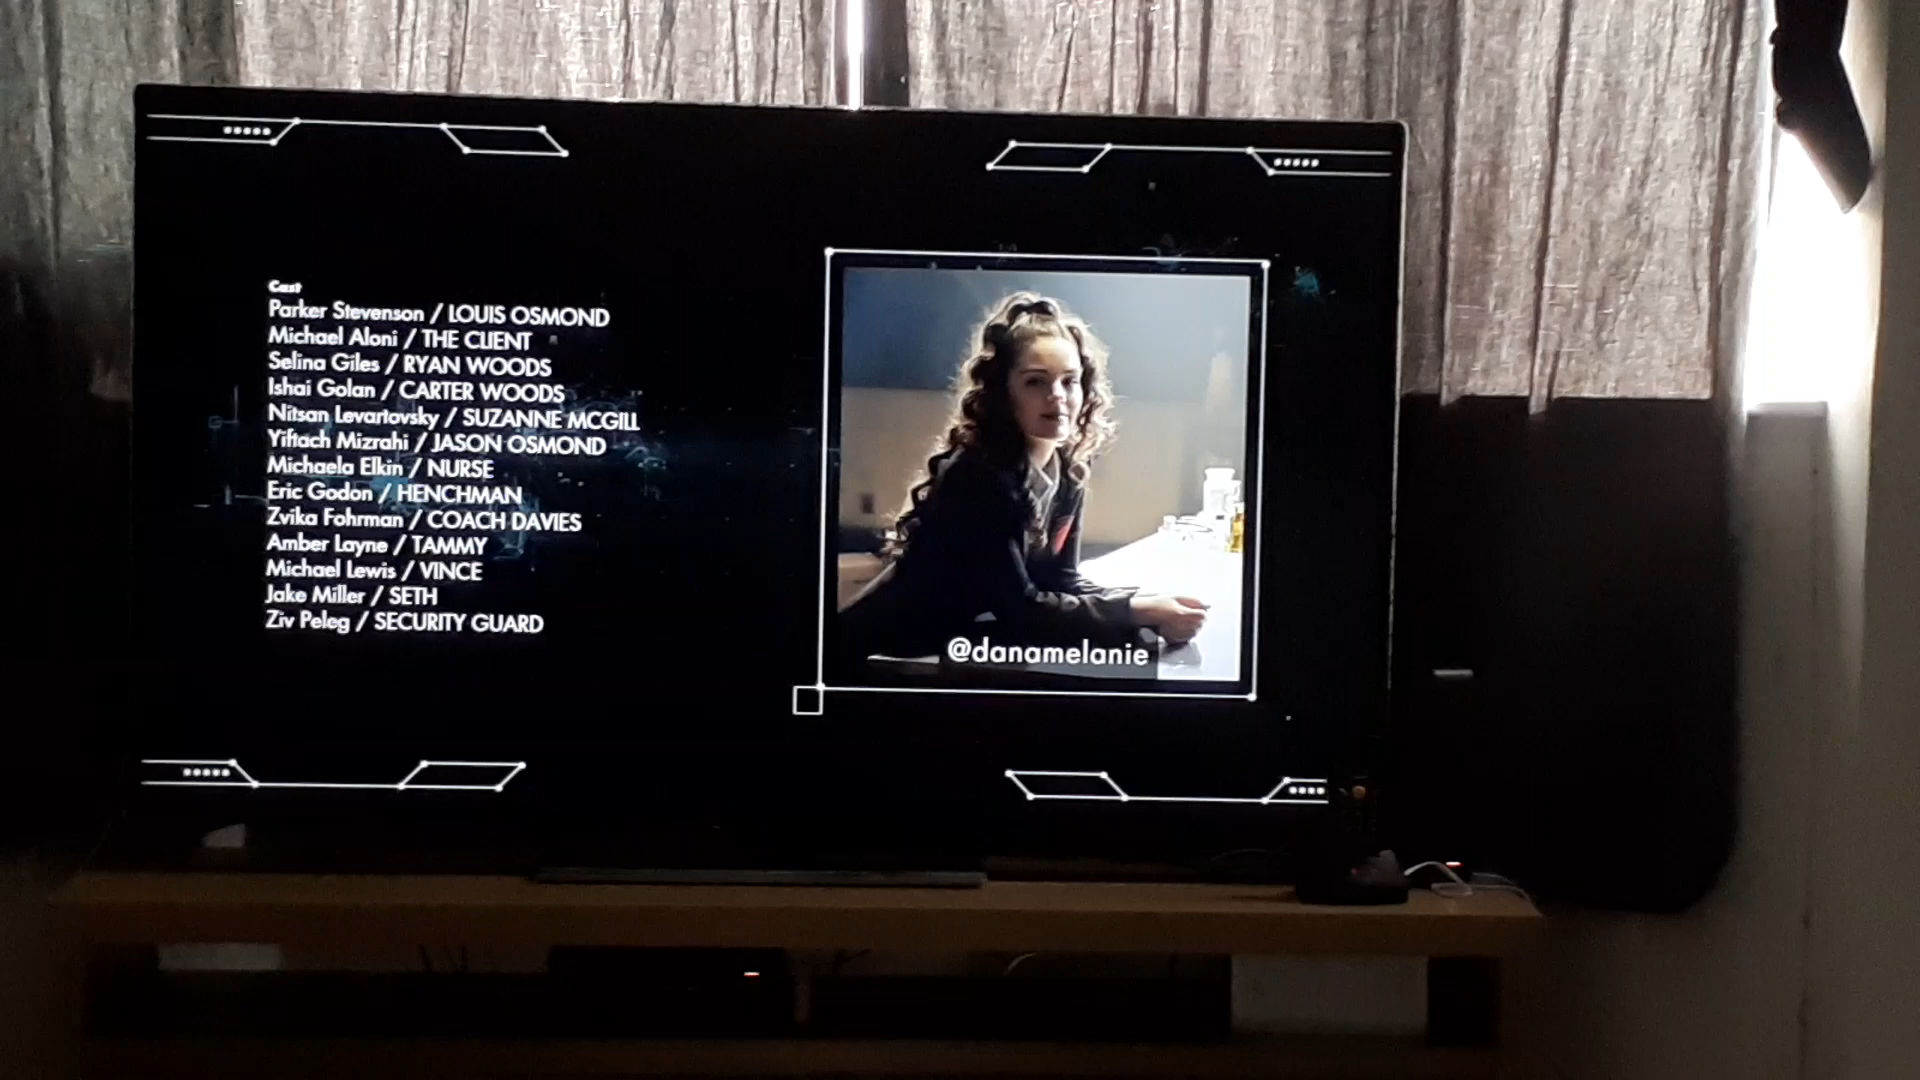 Cast
Parker Stevenson / LOUIS OSMOND
Michael Aloni / THE CLIENT
Selina Giles / RYAN WOODS
Ishai Golan / CARTER WOODS
Nitsan Levartovsky / SUZANNE MCGILL
Yiftach Mizrahi / JASON OSMOND
Michaela Elkin / NURSE
Eric Godon / HENCHMAN
Zvika Fohrman / COACH DAVIES
Amber Layne / TAMMY
Michael Lewis / VINCE
Jake Miller / SETH
Ziv Peleg / SECURITY GUARD
@danamelanie